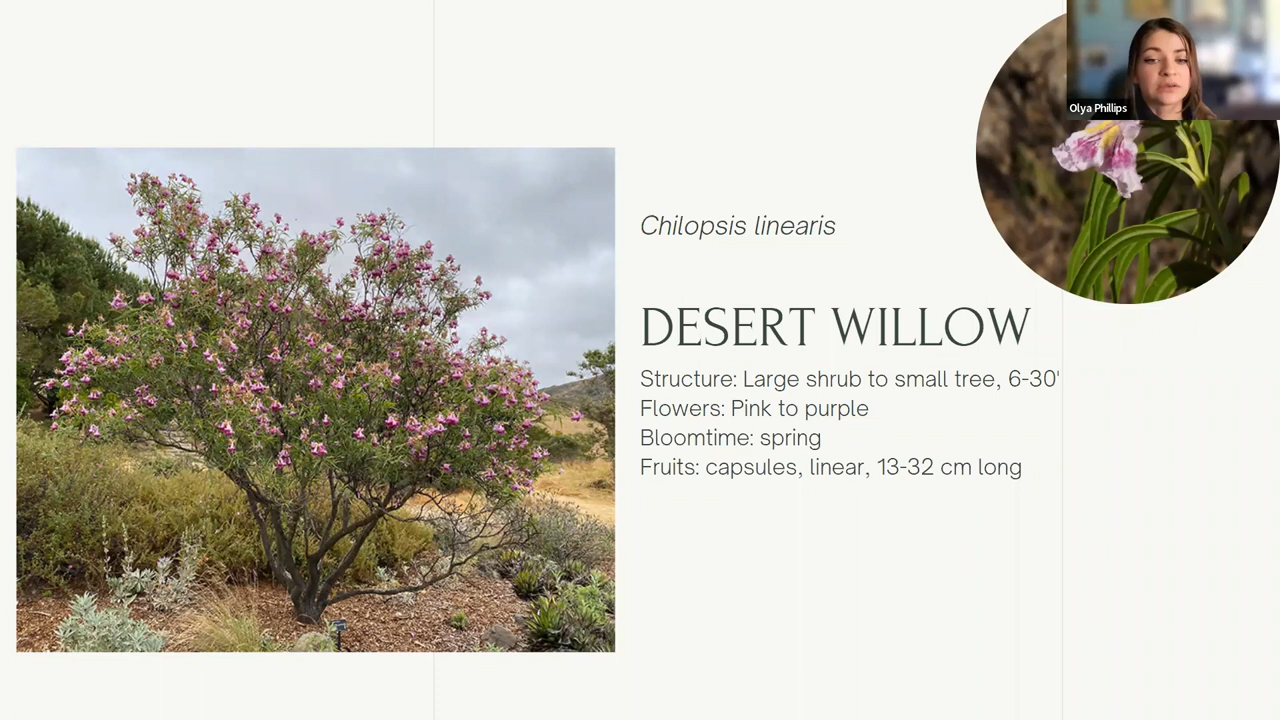 Olya Phillips
Chilopsis linearis
DESERT WILLOW
Structure: Large shrub to small tree, 6-30'
Flowers: Pink to purple
Bloomtime: spring
Fruits: capsules, linear, 13-32 cm long